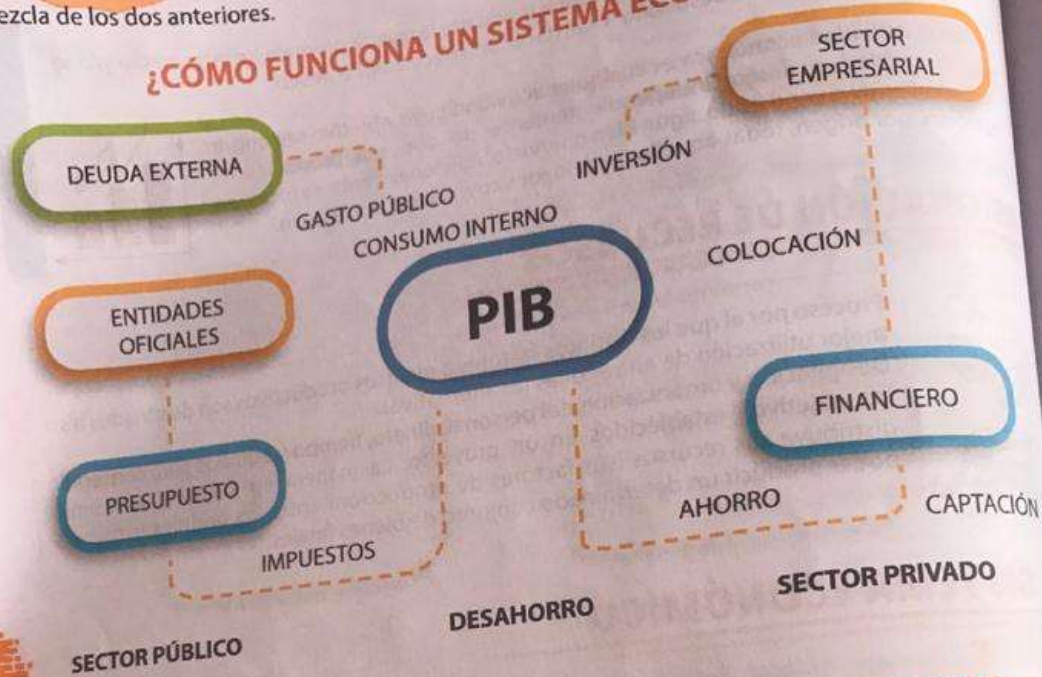 ezcla de los dos anteriores.
¿CÓMO FUNCIONA UN SISTEMA
SECTOR
EMPRESARIAL
DEUDA EXTERNA
INVERSIÓN
GASTO PÚBLICO
CONSUMO INTERNO
COLOCACIÓN
ENTIDADES
OFICIALES
PIB
FINANCIERO
PRESUPUESTO
AHORRO
CAPTACIÓN
IMPUESTOS
SECTOR PRIVADO
DESAHORRO
SECTOR PÚBLICO